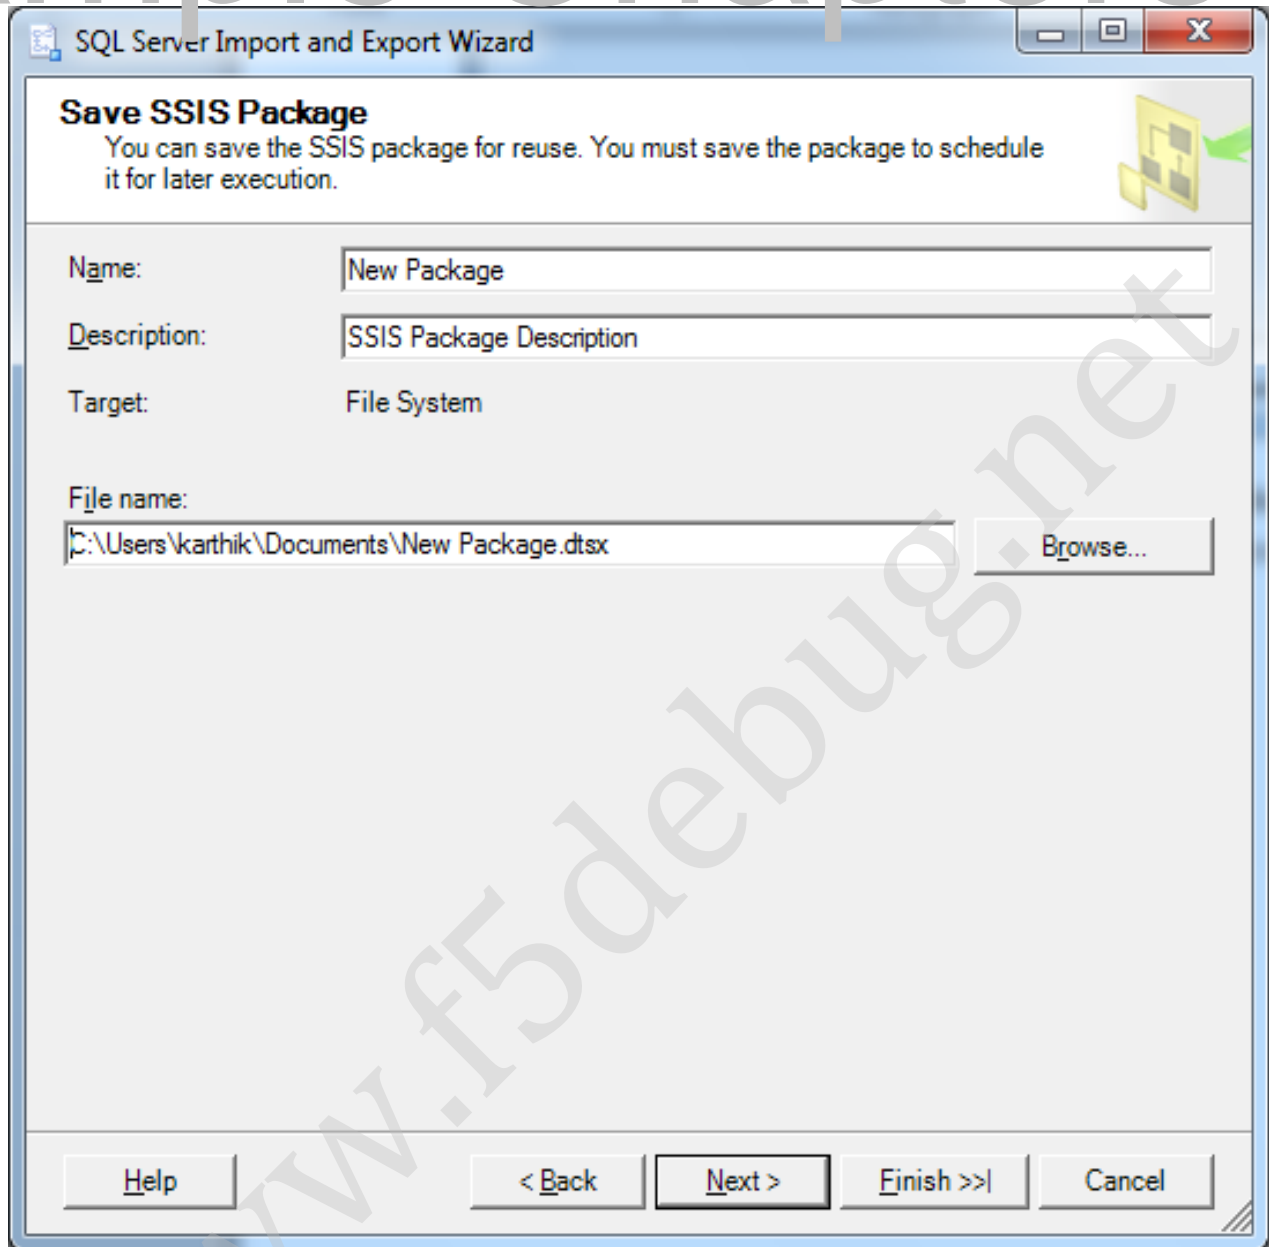 SQL Server Import and Export Wizard
Save SSIS Package
You can save the SSIS package for reuse. You must save the package to schedule
it for later execution.
Name:
New Package
Description:
SSIS Package Description
Target:
File System
File name:
C:\Users\karthik\Documents\New Package.dtsx
Browse...
Help
< Back
Next >
Finish >>|
Cancel
w.f5debug.net